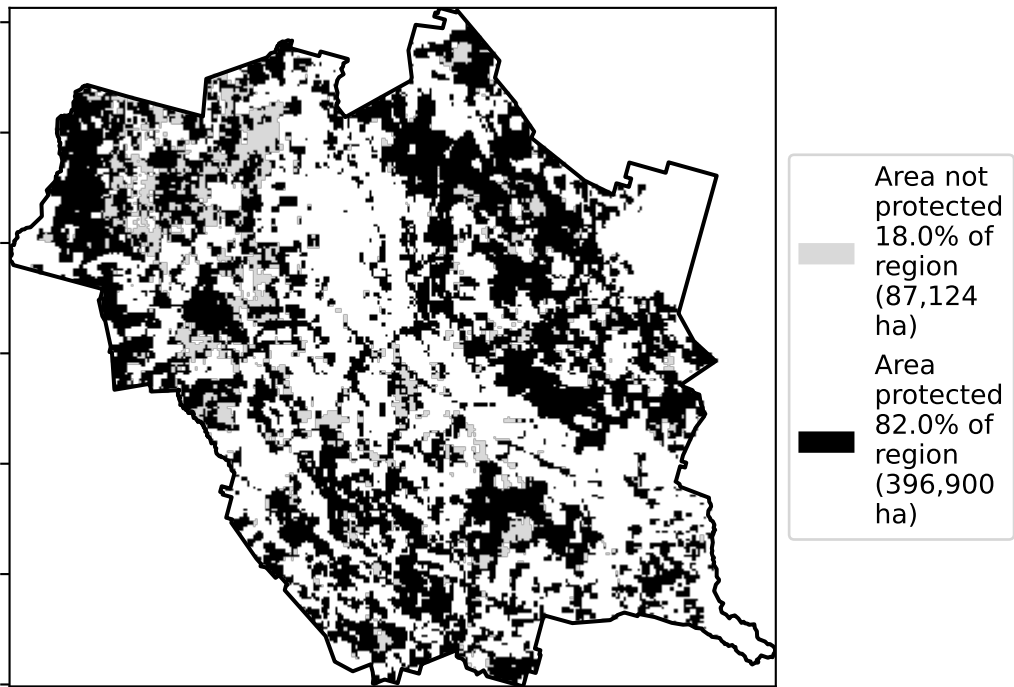 Area not
protected
18.0% of
region
(87,124
ha)
Area
protected
82.0% of
region
(396,900
ha)